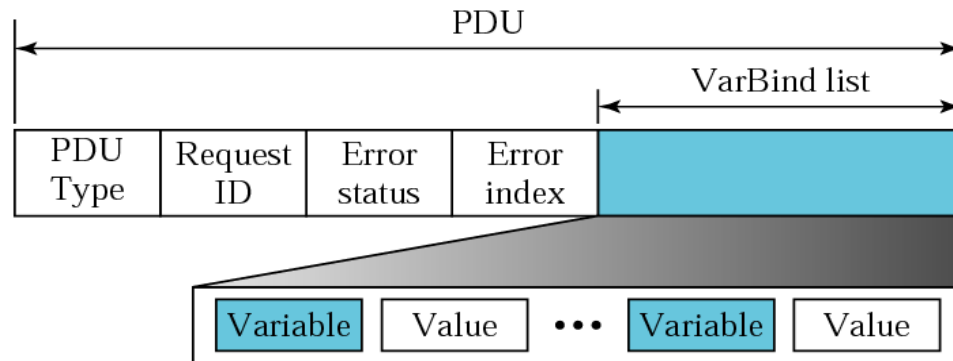 PDU
VarBind list
PDU
Type
Request
ID
Error
status
Error
index
Variable
Value
•••
Variable
Value